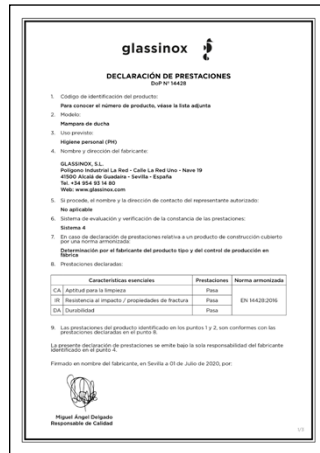 glassinox
DECLARACIÓN DE PRESTACIONES
DoP Nº 14428
1. Código de identificación del producto:
Para conocer el número de producto, véase la lista adjunta
2. Modelo:
Mampara de ducha
3. Uso previsto:
Higiene personal (PH)
4. Nombre y dirección del fabricante:
GLASSINOX, S.L.
Polígono Industrial La Red - Calle La Red Uno - Nave 19
41500 Alcalá de Guadaíra - Sevilla - España
Tel. +34 954 93 14 80
Web: www.glassinox.com
5. Si procede, el nombre y la dirección de contacto del representante autorizado:
No aplicable
6. Sistema de evaluación y verificación de la constancia de las prestaciones:
Sistema 4
7. En caso de declaración de prestaciones relativa a un producto de construcción cubierto
por una norma armonizada:
Determinación por el fabricante del producto tipo y del control de producción en
fábrica
8. Prestaciones declaradas:
Características esenciales Prestaciones Norma armonizada
CA Aptitud para la limpieza Pasa
IR Resistencia al impacto / propiedades de fractura Pasa EN 14428:2016
DA Durabilidad Pasa
9. Las prestaciones del producto identificado en los puntos 1 y 2, son conformes con las
prestaciones declaradas en el punto 8.
La presente declaración de prestaciones se emite bajo la sola responsabilidad del fabricante
identificado en el punto 4.
Firmado en nombre del fabricante, en Sevilla a 01 de Julio de 2020, por:
Miguel Ángel Delgado
Responsable de Calidad
1/3